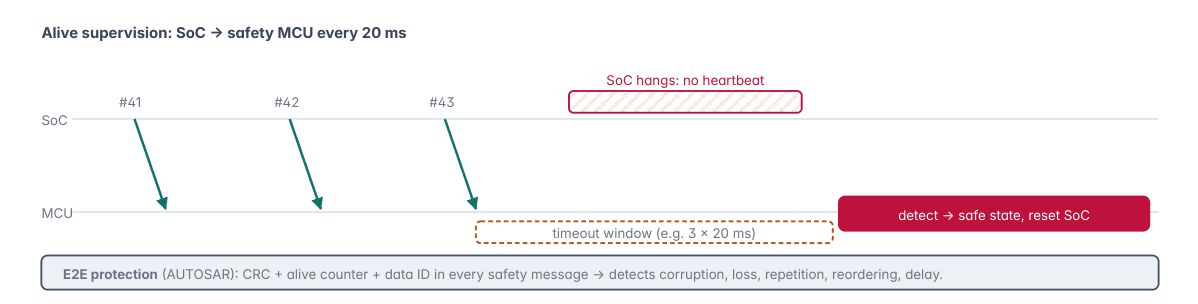 Alive supervision: SoC → safety MCU every 20 ms
SoC hangs: no heartbeat
#41 #42 #43
SoC
MCU
detect → safe state, reset SoC
timeout window (e.g. 3 × 20 ms)
E2E protection (AUTOSAR): CRC + alive counter + data ID in every safety message → detects corruption, loss, repetition, reordering, delay.